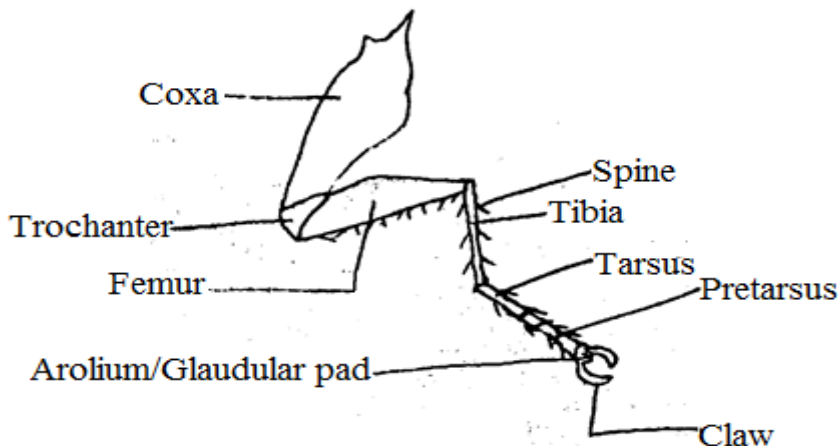 Coxa
Spine
Trochanter
Tibia
Femur
Tarsus
Pretarsus
Arolium/Glaudular pad
Claw